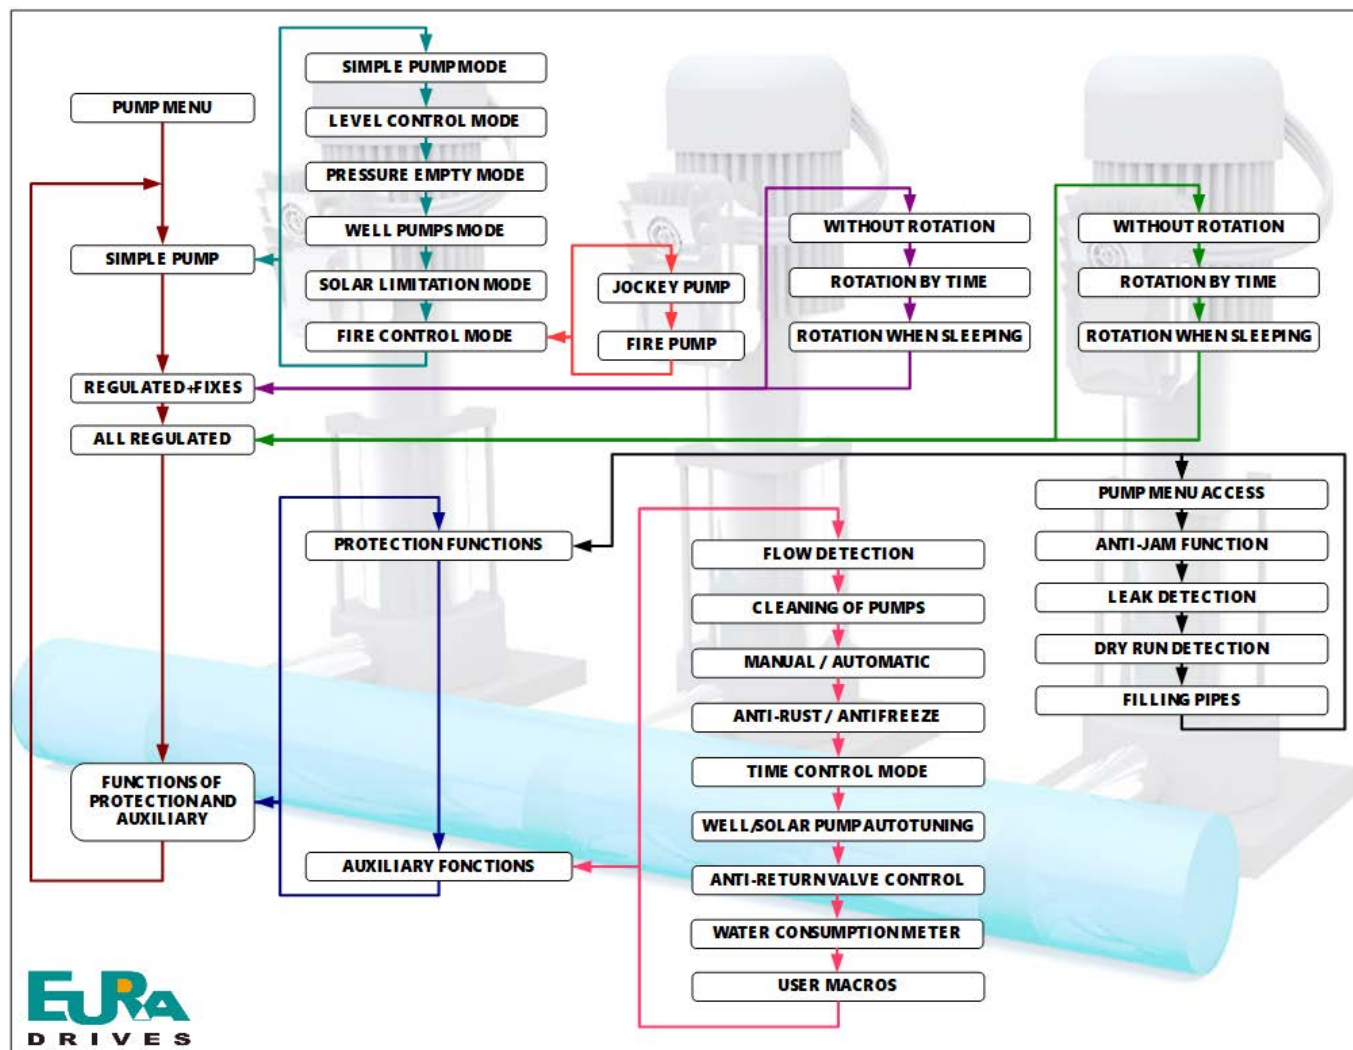 PUMP MENU
SIMPLE PUMP
REGULATED+FIXES
ALL REGULATED
FUNCTIONS OF
PROTECTION AND
AUXILIARY
SIMPLE PUMP MODE
LEVEL CONTROL MODE
PRESSURE EMPTY MODE
WELL PUMPS MODE
SOLAR LIMITATION MODE
FIRE CONTROL MODE
JOCKEY PUMP
FIRE PUMP
WITHOUT ROTATION
ROTATION BY TIME
ROTATION WHEN SLEEPING
WITHOUT ROTATION
ROTATION BY TIME
ROTATION WHEN SLEEPING
PROTECTION FUNCTIONS
AUXILIARY FONCTIONS
FLOW DETECTION
CLEANING OF PUMPS
MANUAL / AUTOMATIC
ANTI-RUST / ANTIFREEZE
TIME CONTROL MODE
WELL/SOLAR PUMP AUTOTUNING
ANTI-RETURN VALVE CONTROL
WATER CONSUMPTION METER
USER MACROS
PUMP MENU ACCESS
ANTI-JAM FUNCTION
LEAK DETECTION
DRY RUN DETECTION
FILLING PIPES
EURA
DRIVES